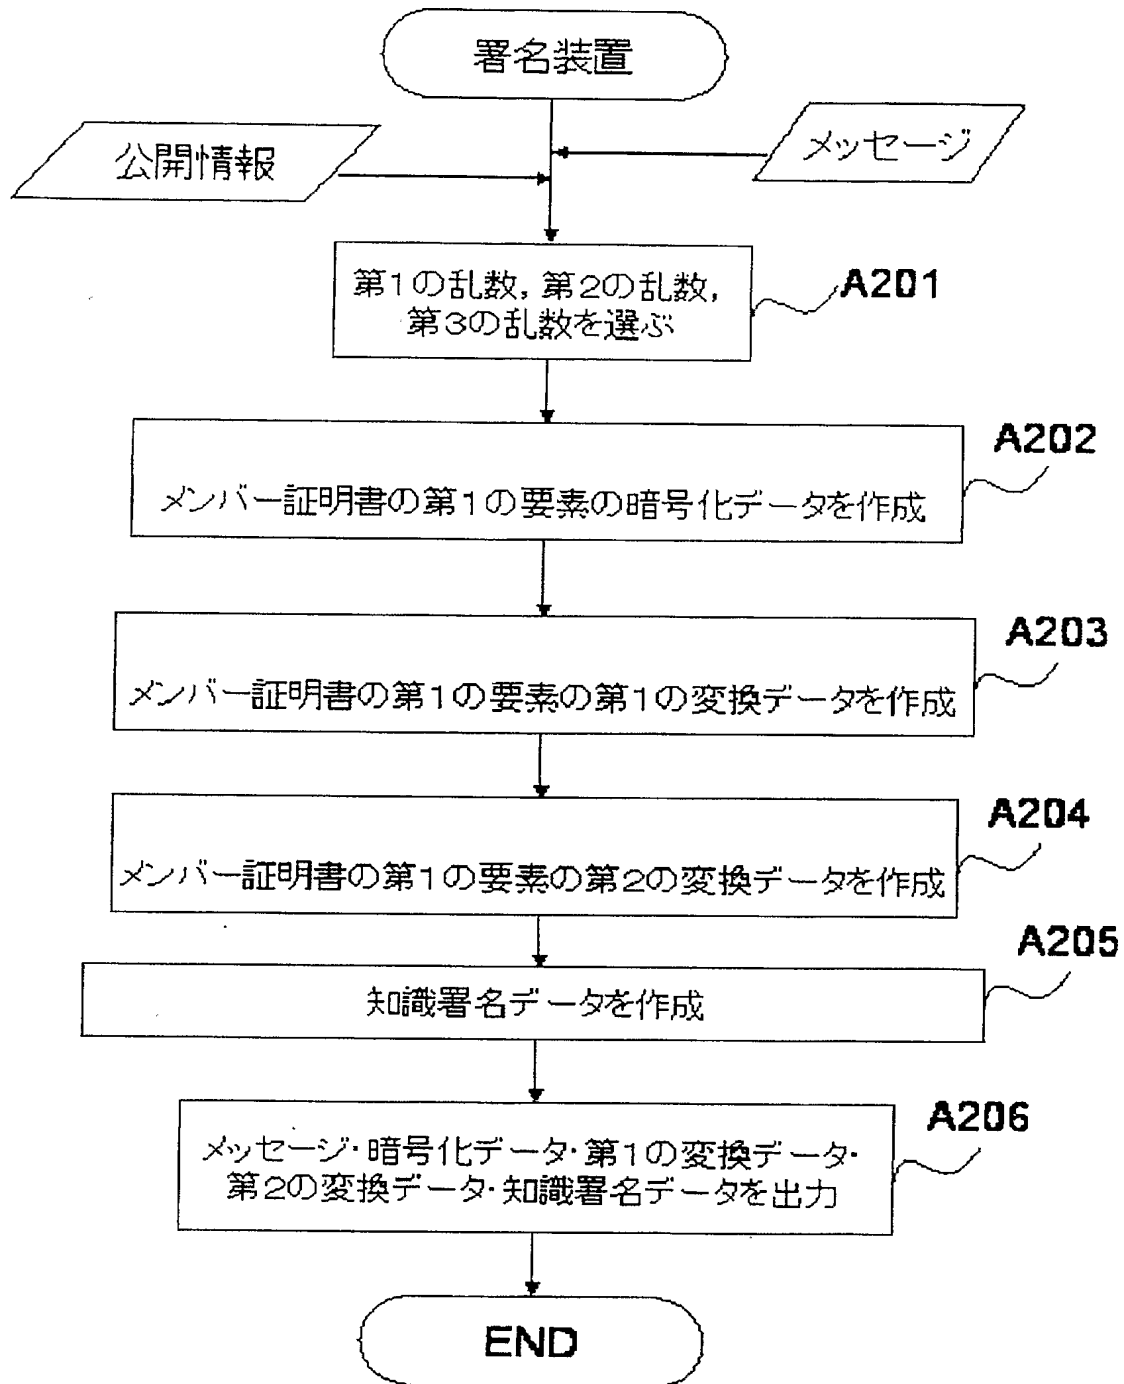 署名装置
メッセージ
公開情報
第1の乱数, 第2の乱数,
第3の乱数を選ぶ
A201
A202
メンバー証明書の第1の要素の暗号化データを作成
A203
メンバー証明書の第1の要素の第1の変換データを作成
A204
メンバー証明書の第1の要素の第2の変換データを作成
A205
知識署名データを作成
A206
メッセージ・暗号化データ・第1の変換データ・
第2の変換データ・知識署名データを出力
END